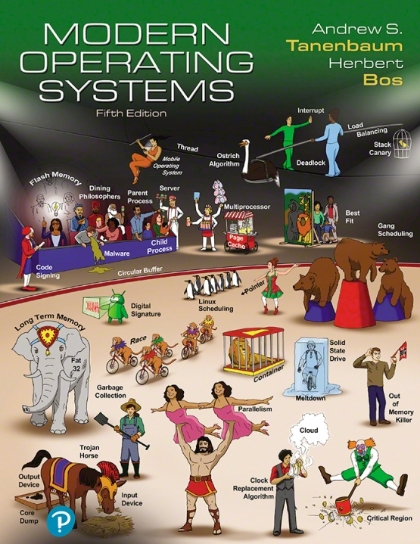 MODERN
OPERATING
SYSTEMS
Fifth Edition
Andrew S.
Tanenbaum
Herbert
Bos
Interrupt
Load
Balancing
Thread
Mobile
Operating
System
Ostrich
Algorithm
Deadlock
Stack
Canary
Flash Memory
Dining
Philosophers
Parent
Process
Server
Multiprocessor
Best
Fit
Gang
Scheduling
Page
Cache
Malware
Child
Process
Code
Signing
Circular Buffer
Digital
Signature
Linux
Scheduling
Pointer
Long Term Memory
Race
Fat
32
Container
Solid
State
Drive
Meltdown
Out
of
Memory
Killer
Garbage
Collection
Parallelism
Cloud
Trojan
Horse
Output
Device
Input
Device
Core
Dump
Clock
Replacement
Algorithm
Critical Region
P